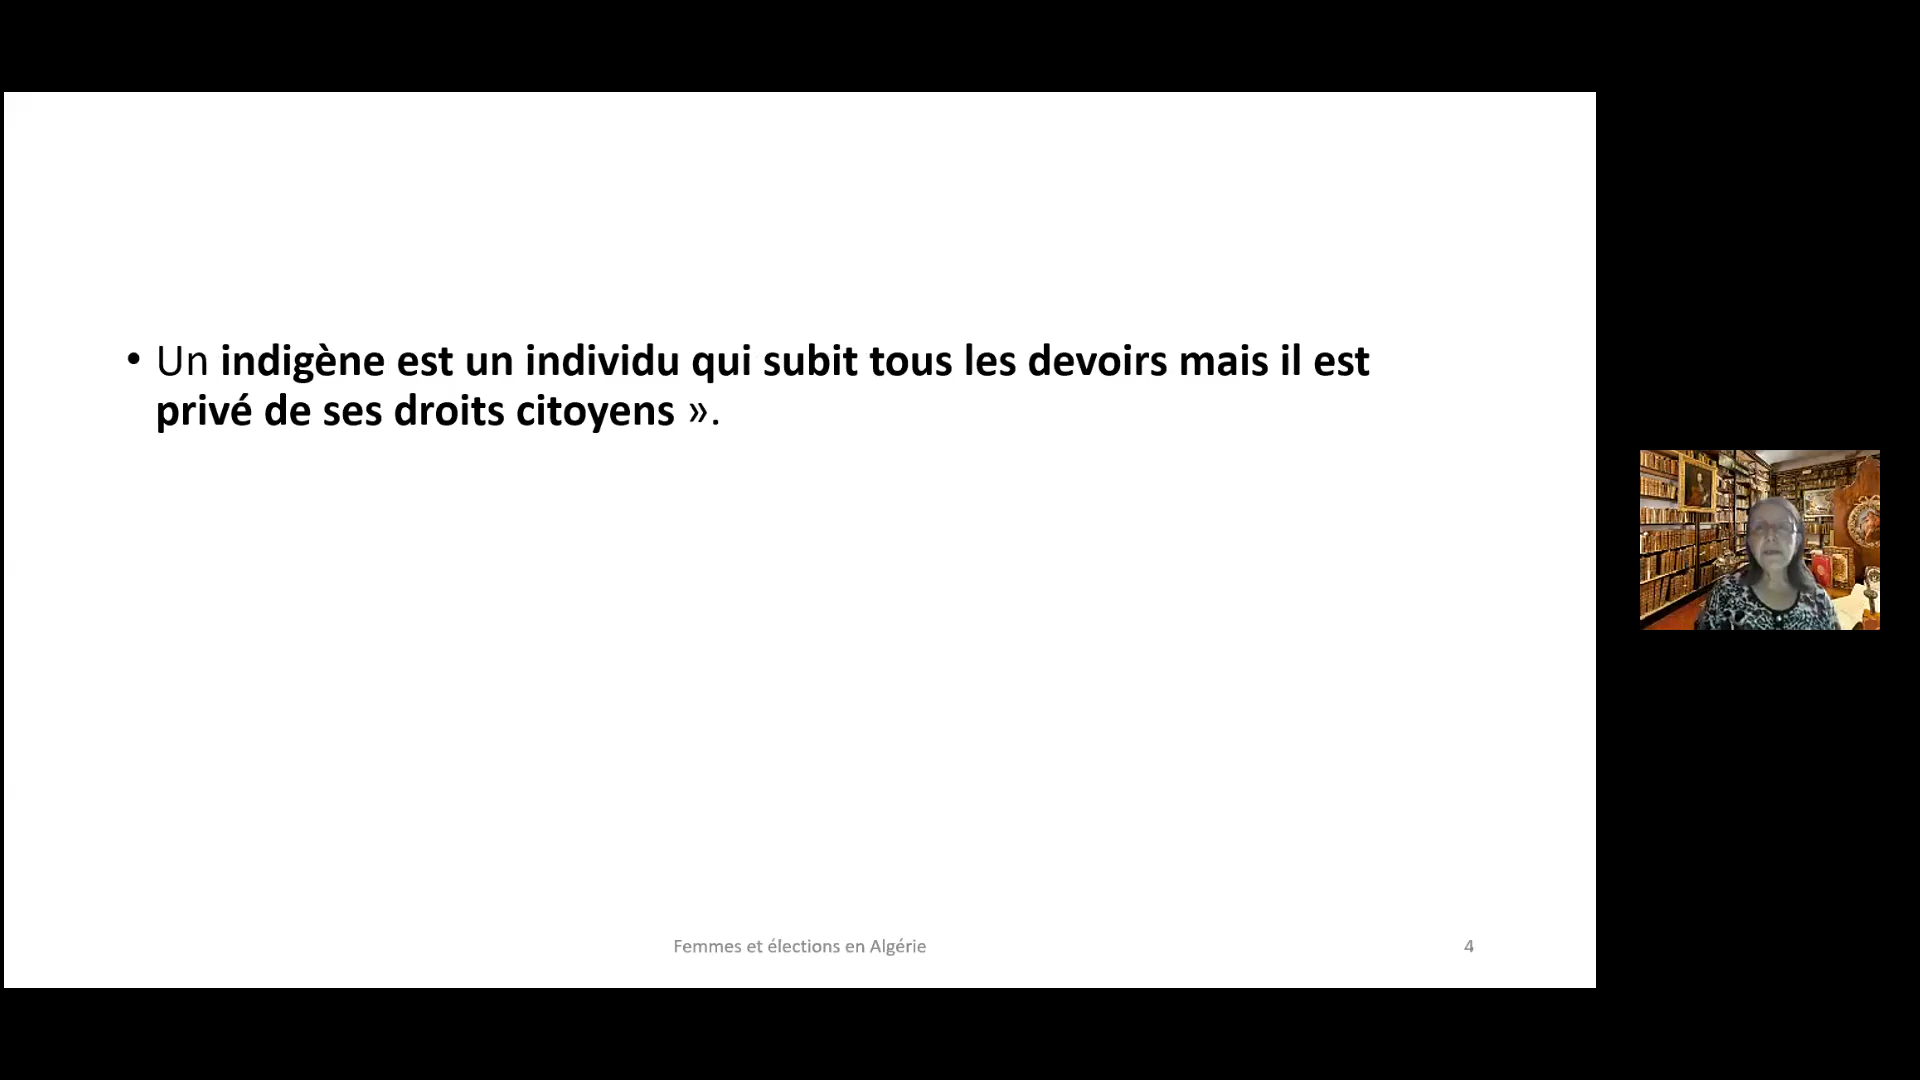 • Un indigène est un individu qui subit tous les devoirs mais il est
privé de ses droits citoyens ».
Femmes et élections en Algérie
4